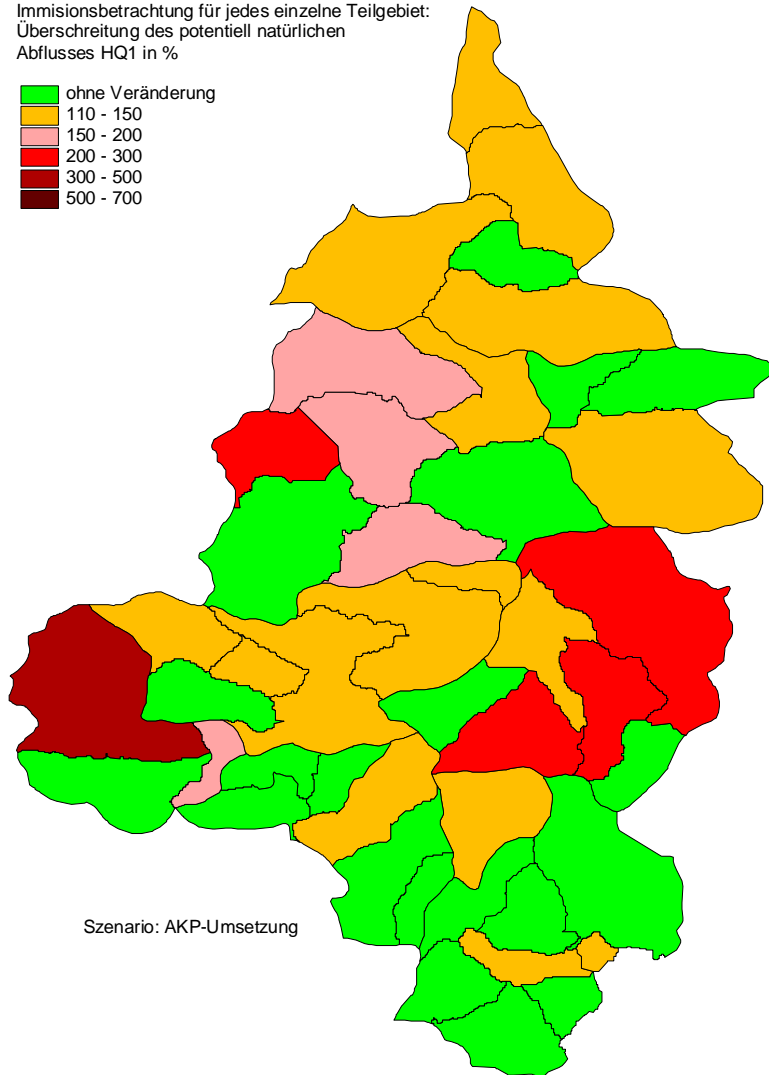 Immisionsbetrachtung für jedes einzelne Teilgebiet:
Überschreitung des potentiell natürlichen
Abflusses HQ1 in %
ohne Veränderung
110 - 150
150 - 200
200 - 300
300 - 500
500 - 700
Szenario: AKP-Umsetzung